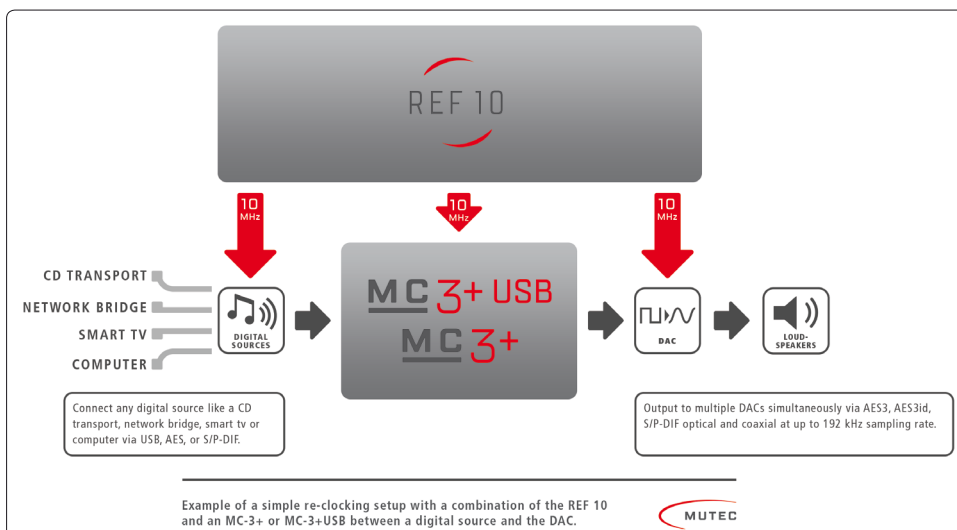 REF 10
10
MHz
10
MHz
10
MHz
CD TRANSPORT
NETWORK BRIDGE
SMART TV
COMPUTER
DIGITAL
SOURCES
MC 3+ USB
MC 3+
DAC
LOUD-
SPEAKERS
Connect any digital source like a CD
transport, network bridge, smart tv or
computer via USB, AES, or S/P-DIF.
Output to multiple DACs simultaneously via AES3, AES3id,
S/P-DIF optical and coaxial at up to 192 kHz sampling rate.
Example of a simple re-clocking setup with a combination of the REF 10
and an MC-3+ or MC-3+USB between a digital source and the DAC.
MUTEC